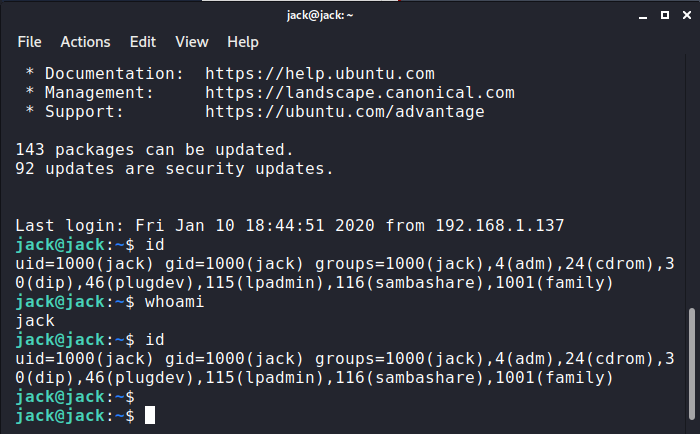 jack@jack: ~
File Actions Edit View Help
* Documentation:  https://help.ubuntu.com
* Management:     https://landscape.canonical.com
* Support:        https://ubuntu.com/advantage
143 packages can be updated.
92 updates are security updates.
Last login: Fri Jan 10 18:44:51 2020 from 192.168.1.137
jack@jack:~$ id
uid=1000(jack) gid=1000(jack) groups=1000(jack),4(adm),24(cdrom),3
0(dip),46(plugdev),115(lpadmin),116(sambashare),1001(family)
jack@jack:~$ whoami
jack
jack@jack:~$ id
uid=1000(jack) gid=1000(jack) groups=1000(jack),4(adm),24(cdrom),3
0(dip),46(plugdev),115(lpadmin),116(sambashare),1001(family)
jack@jack:~$
jack@jack:~$